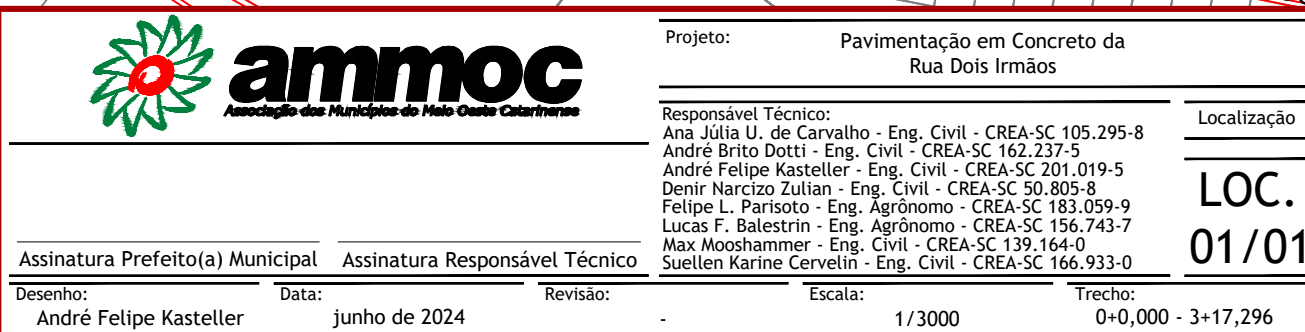 ammoc
Associação dos Municípios do Meio Oeste Catarinense
Projeto:
Pavimentação em Concreto da
Rua Dois Irmãos
Responsável Técnico:
Ana Júlia U. de Carvalho - Eng. Civil - CREA-SC 105.295-8
André Brito Dotti - Eng. Civil - CREA-SC 162.237-5
André Felipe Kasteller - Eng. Civil - CREA-SC 201.019-5
Denir Narcizo Zulian - Eng. Civil - CREA-SC 50.805-8
Felipe L. Parisoto - Eng. Agrônomo - CREA-SC 183.059-9
Lucas F. Balestrin - Eng. Agrônomo - CREA-SC 156.743-7
Max Mooshammer - Eng. Civil - CREA-SC 139.164-0
Suellen Karine Cervelin - Eng. Civil - CREA-SC 166.933-0
Localização
LOC.
01/01
Assinatura Prefeito(a) Municipal
Assinatura Responsável Técnico
Desenho:
André Felipe Kasteller
Data:
junho de 2024
Revisão:
-
Escala:
1/3000
Trecho:
0+0,000 - 3+17,296